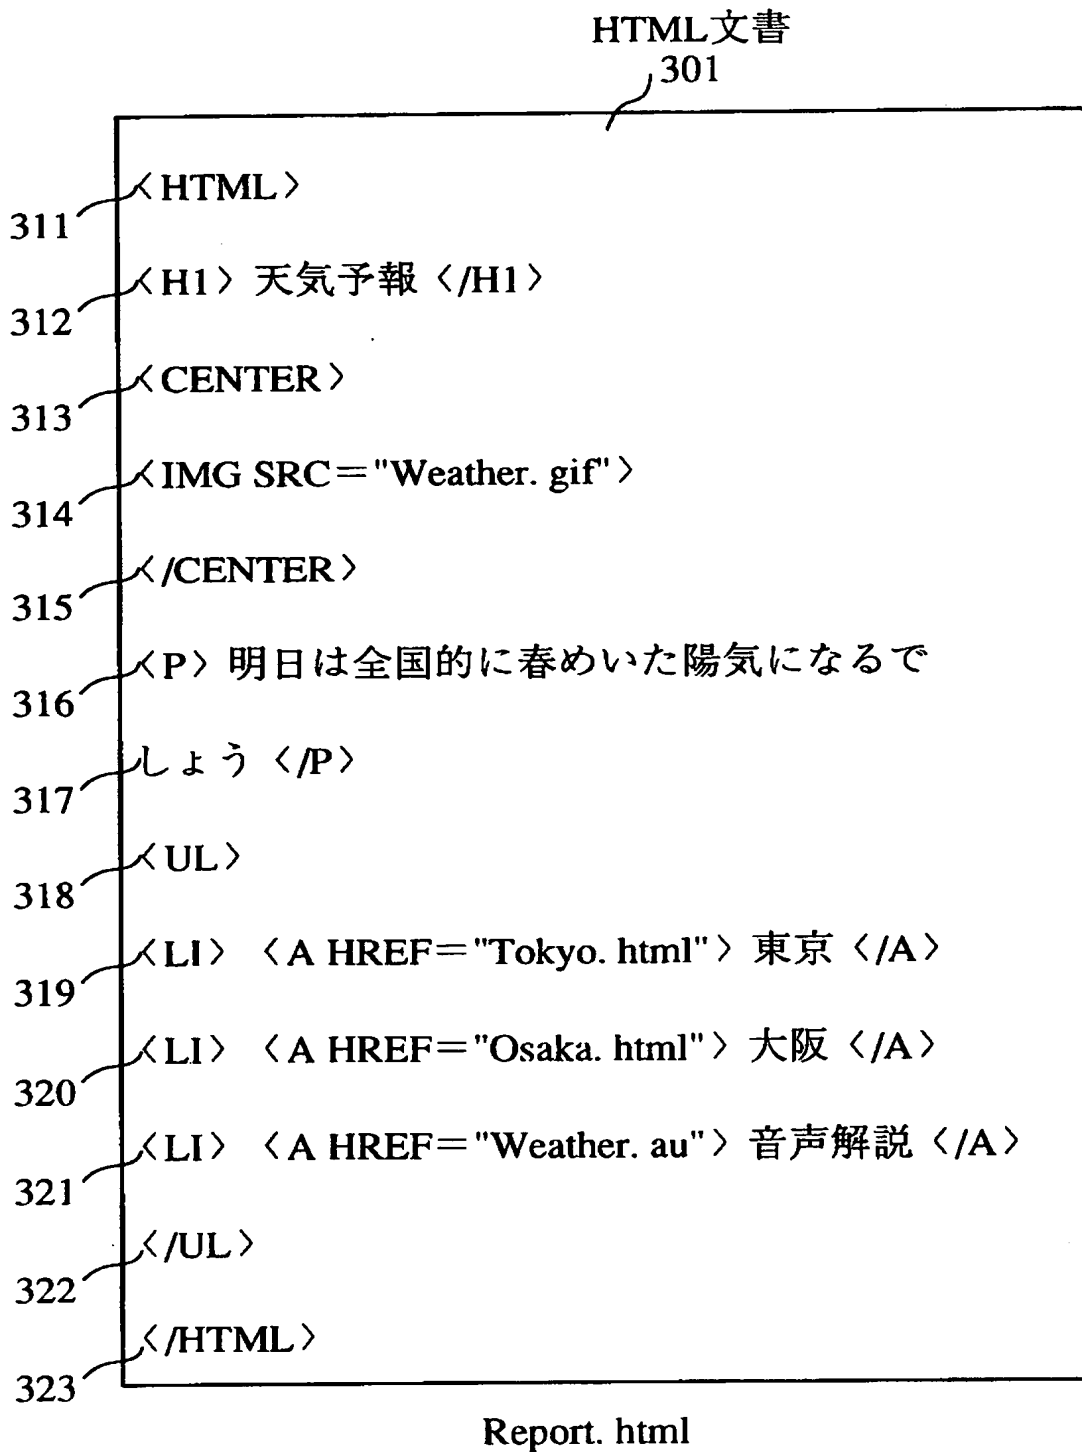 HTML文書
301
311 〈HTML〉
312 〈H1〉天気予報〈/H1〉
313 〈CENTER〉
314 〈IMG SRC＝"Weather. gif"〉
315 〈/CENTER〉
316 〈P〉明日は全国的に春めいた陽気になるで
317 しょう〈/P〉
318 〈UL〉
319 〈LI〉〈A HREF＝"Tokyo. html"〉東京〈/A〉
320 〈LI〉〈A HREF＝"Osaka. html"〉大阪〈/A〉
321 〈LI〉〈A HREF＝"Weather. au"〉音声解説〈/A〉
322 〈/UL〉
323 〈/HTML〉
Report. html